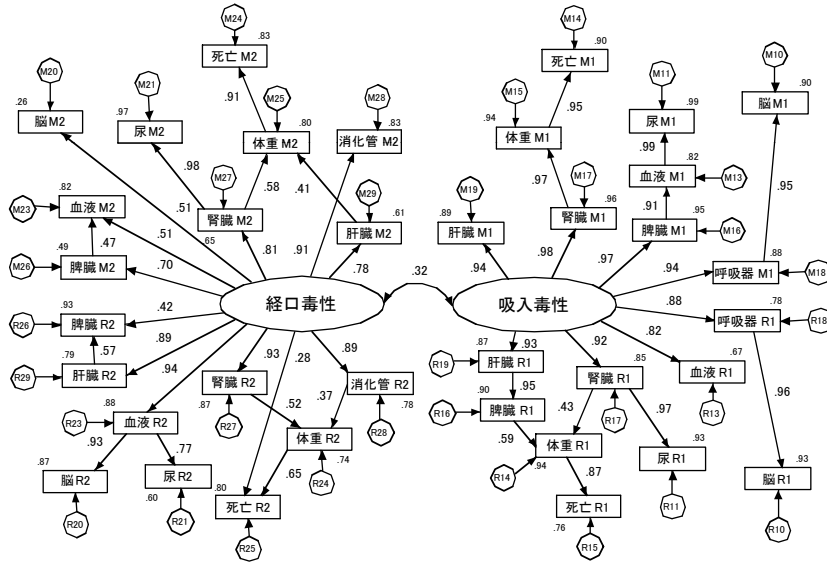 M24
.83
死亡 M2
M14
.90
死亡 M1
M20
.26
脳 M2
M21
.97
尿 M2
.91
M25
.80
体重 M2
M28
.83
消化管 M2
M15
.94
体重 M1
.95
M11
.99
尿 M1
M10
.90
脳 M1
.98
M27
.58
.41
.97
M17
.99
.82
血液 M1
M13
M23
.82
血液 M2
.51
.65
腎臓 M2
M29
.61
肝臓 M2
M19
.89
肝臓 M1
.96
腎臓 M1
.91
.95
脾臓 M1
M16
.95
.47
.51
.81
.91
.78
.94
.98
.97
M26
.49
脾臓 M2
.70
.32
.94
.88
呼吸器 M1
M18
経口毒性
吸入毒性
R26
.93
脾臓 R2
.42
.88
.78
呼吸器 R1
R18
.57
.89
R29
.79
肝臓 R2
.94
.93
.28
.89
.87
.93
肝臓 R1
R19
.92
.82
.67
血液 R1
R13
腎臓 R2
.87
R27
消化管 R2
.78
R28
.37
.52
.90
.95
脾臓 R1
R16
.85
腎臓 R1
R17
.43
.97
.96
R23
.88
血液 R2
.93
.77
体重 R2
.74
R24
.65
.59
体重 R1
.94
R14
.87
.93
尿 R1
R11
.87
脳 R2
R20
尿 R2
.60
R21
.80
死亡 R2
R25
死亡 R1
.76
R15
.93
脳 R1
R10